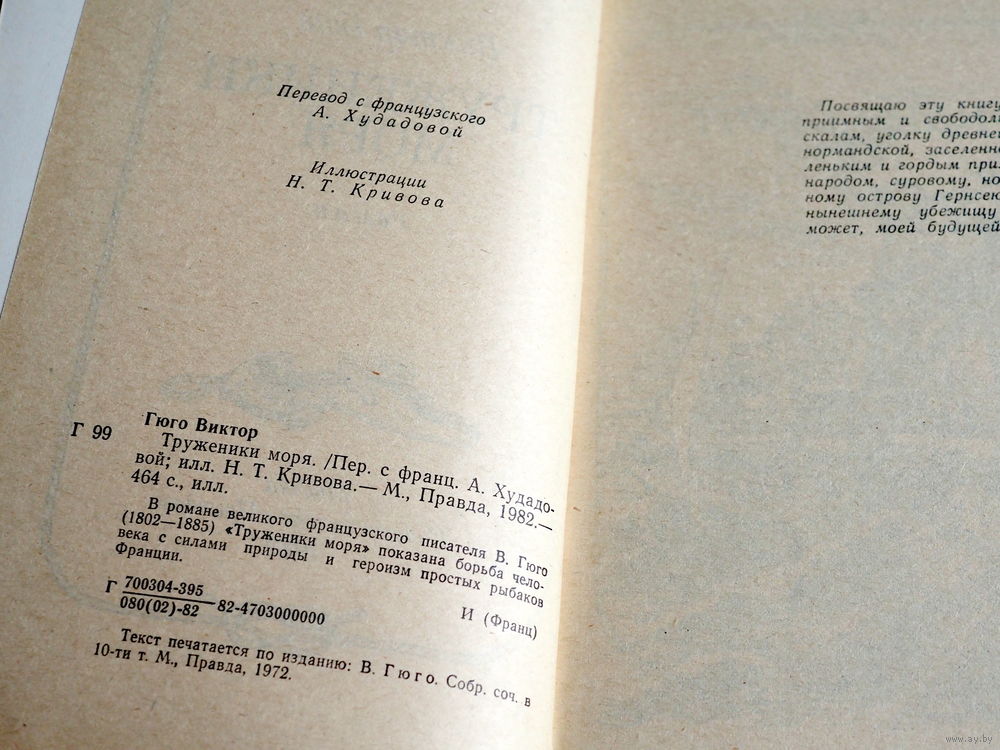 Перевод с французского
А. Худадовой
Иллюстрации
Н. Т. Кривова
Гюго Виктор
Г 99
Труженики моря. /Пер. с франц. А. Худадо-
вой; илл. Н. Т. Кривова.— М., Правда, 1982.—
464 с., илл.
В романе великого французского писателя В. Гюго
(1802—1885) «Труженики моря» показана борьба чело-
века с силами природы и героизм простых рыбаков
Франции.
Г 700304-395
080(02)-82 82-4703000000
И (Франц)
Текст печатается по изданию: В. Гюго. Собр. соч. в
10-ти т. М., Правда, 1972.
Посвящаю эту книгу
приимным и свободол
скалам, уголку древне
нормандской, заселенно
леньким и гордым при
народом, суровому, но
ному острову Гернсе
нынешнему убежищу
может, моей будущей
www.ay.by